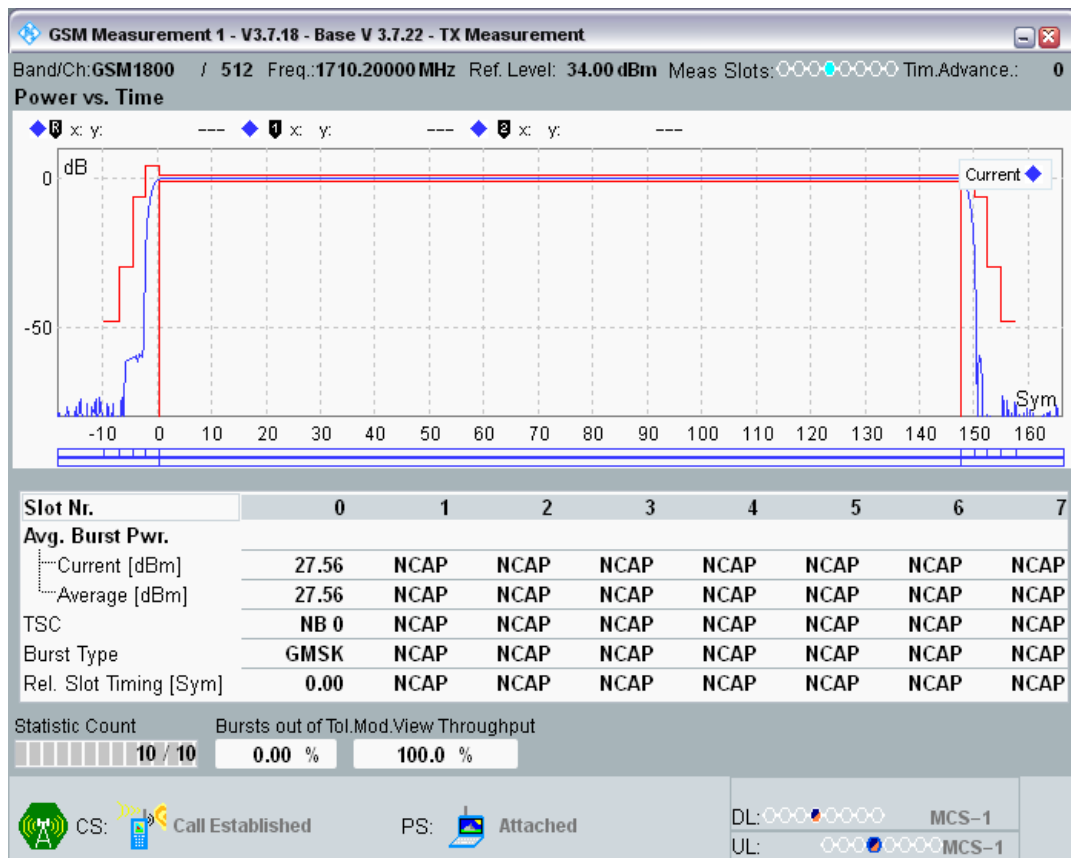 GSM Measurement 1 - V3.7.18 - Base V 3.7.22 - TX Measurement
Band/Ch:GSM1800 / 512 Freq.:1710.20000 MHz Ref. Level: 34.00 dBm Meas Slots: Tim.Advance.: 0
Power vs. Time
R x: y: --- 1 x: y: --- 2 x: y: ---
dB
Current
0
-50
Sym
-10 0 10 20 30 40 50 60 70 80 90 100 110 120 130 140 150 160
Slot Nr. 0 1 2 3 4 5 6 7
Avg. Burst Pwr.
Current [dBm] 27.56 NCAP NCAP NCAP NCAP NCAP NCAP NCAP
Average [dBm] 27.56 NCAP NCAP NCAP NCAP NCAP NCAP NCAP
TSC NB 0 NCAP NCAP NCAP NCAP NCAP NCAP NCAP
Burst Type GMSK NCAP NCAP NCAP NCAP NCAP NCAP NCAP
Rel. Slot Timing [Sym] 0.00 NCAP NCAP NCAP NCAP NCAP NCAP NCAP
Statistic Count Bursts out of Tol.Mod.View Throughput
10 / 10 0.00 % 100.0 %
CS: Call Established PS: Attached
DL: MCS-1
UL: MCS-1